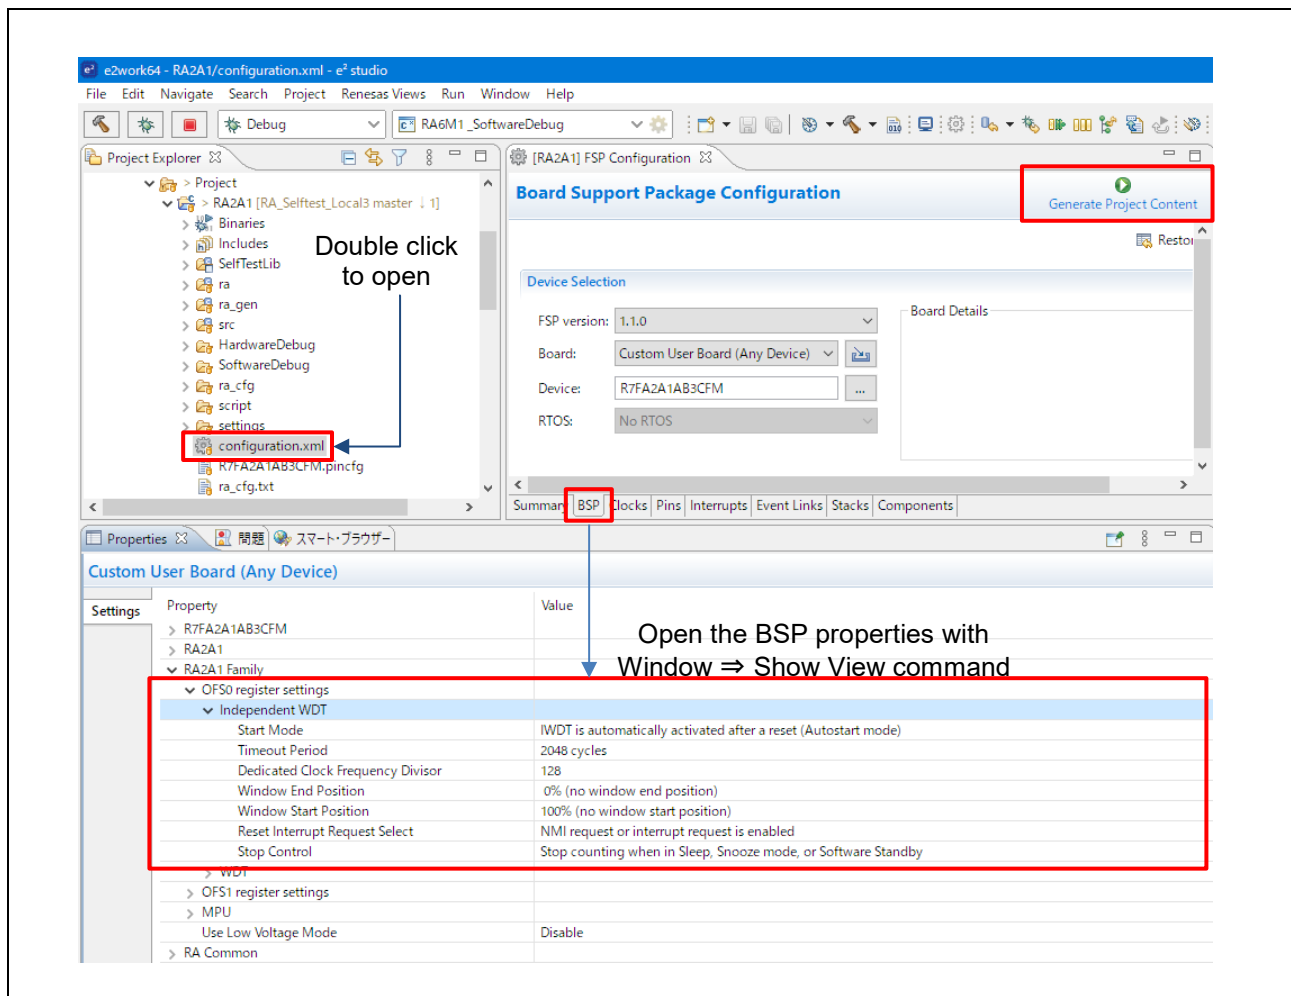 e2work64 - RA2A1/configuration.xml - e² studio
File Edit Navigate Search Project Renesas Views Run Window Help
Debug
RA6M1_SoftwareDebug
Project Explorer
> Project
> RA2A1 [RA_Selftest_Local3 master ↓ 1]
Binaries
Includes
SelfTestLib
ra
ra_gen
src
HardwareDebug
SoftwareDebug
ra_cfg
script
settings
configuration.xml
R7FA2A1AB3CFM.pincfg
ra_cfg.txt
Double click
to open
[RA2A1] FSP Configuration
Board Support Package Configuration
Generate Project Content
Restor
Device Selection
FSP version: 1.1.0
Board: Custom User Board (Any Device)
Device: R7FA2A1AB3CFM ...
RTOS: No RTOS
Board Details
Summary BSP Clocks Pins Interrupts Event Links Stacks Components
Properties 問題 スマート・ブラウザー
Custom User Board (Any Device)
Settings
Property Value
R7FA2A1AB3CFM
RA2A1
RA2A1 Family
Open the BSP properties with
Window ⇒ Show View command
OFS0 register settings
Independent WDT
Start Mode IWDT is automatically activated after a reset (Autostart mode)
Timeout Period 2048 cycles
Dedicated Clock Frequency Divisor 128
Window End Position 0% (no window end position)
Window Start Position 100% (no window start position)
Reset Interrupt Request Select NMI request or interrupt request is enabled
Stop Control Stop counting when in Sleep, Snooze mode, or Software Standby
WDT
OFS1 register settings
MPU
Use Low Voltage Mode Disable
RA Common